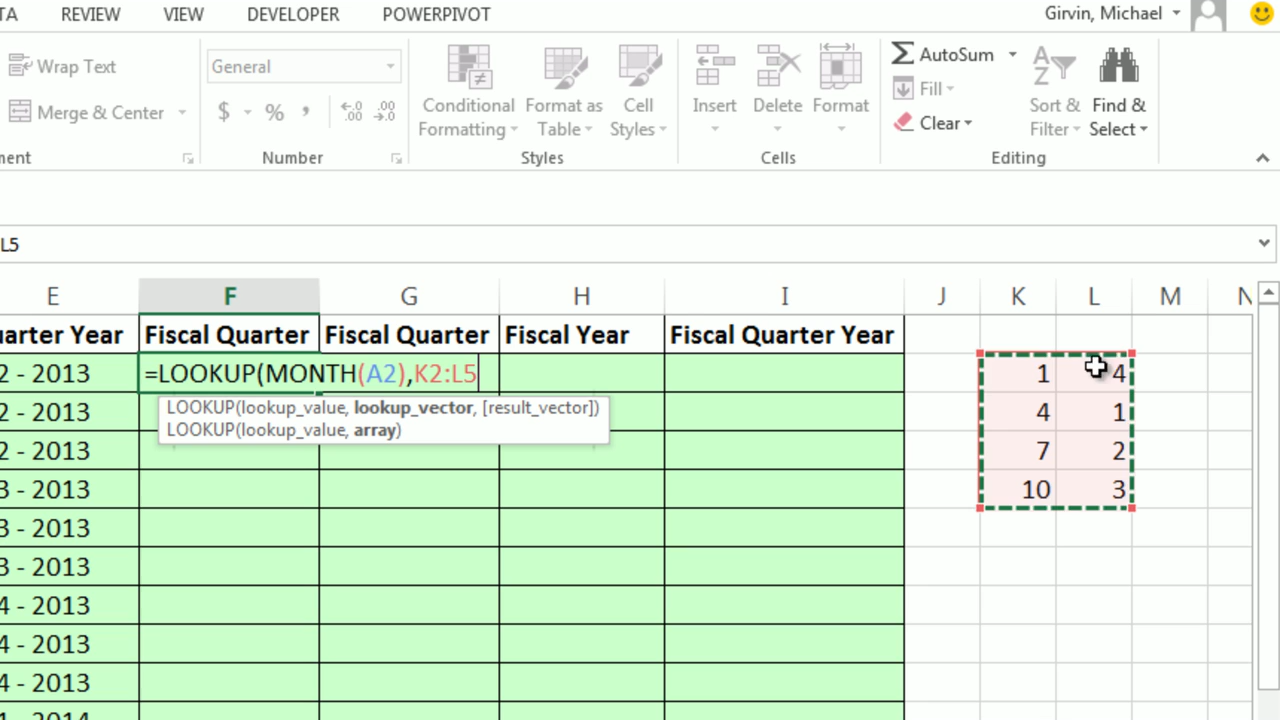 TA REVIEW VIEW DEVELOPER POWERPIVOT Girvin, Michael
Wrap Text General AutoSum
Merge & Center $ % , Conditional Formatting Format as Table Cell Styles Insert Delete Format Fill Sort & Filter Find & Select
Clear
ment Number Styles Cells Editing
L5
E F G H I J K L M N
uarter Year Fiscal Quarter Fiscal Quarter Fiscal Year Fiscal Quarter Year
2 - 2013 =LOOKUP(MONTH(A2),K2:L5 1 4
2 - 2013 LOOKUP(lookup_value, lookup_vector, [result_vector]) 4 1
LOOKUP(lookup_value, array)
2 - 2013 7 2
3 - 2013 10 3
3 - 2013
3 - 2013
4 - 2013
4 - 2013
4 - 2013
1 - 2014